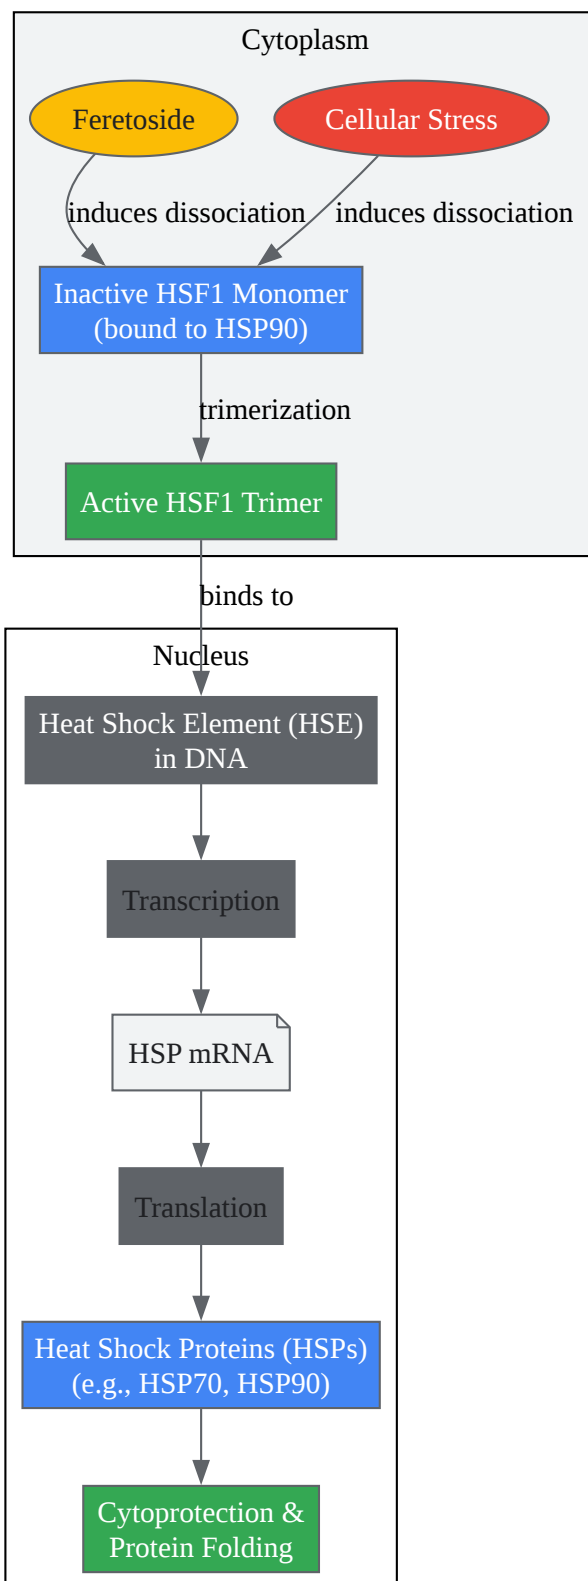 Cytoplasm
Feretoside
Cellular Stress
induces dissociation
induces dissociation
Inactive HSF1 Monomer
(bound to HSP90)
trimerization
Active HSF1 Trimer
binds to
Nucleus
Heat Shock Element (HSE)
in DNA
Transcription
HSP mRNA
Translation
Heat Shock Proteins (HSPs)
(e.g., HSP70, HSP90)
Cytoprotection &
Protein Folding